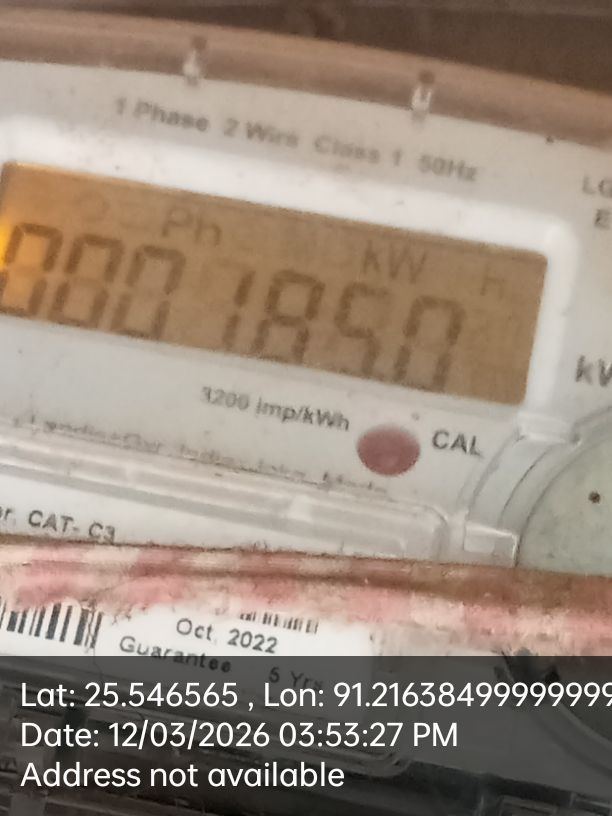 1 Phase 2 Wire Class 1 50Hz
Ph kW H
0001850
3200 imp/kWh
CAL
CAT- C3
Oct. 2022
Guarantee 5 Yrs
Lat: 25.546565 , Lon: 91.2163849999999
Date: 12/03/2026 03:53:27 PM
Address not available